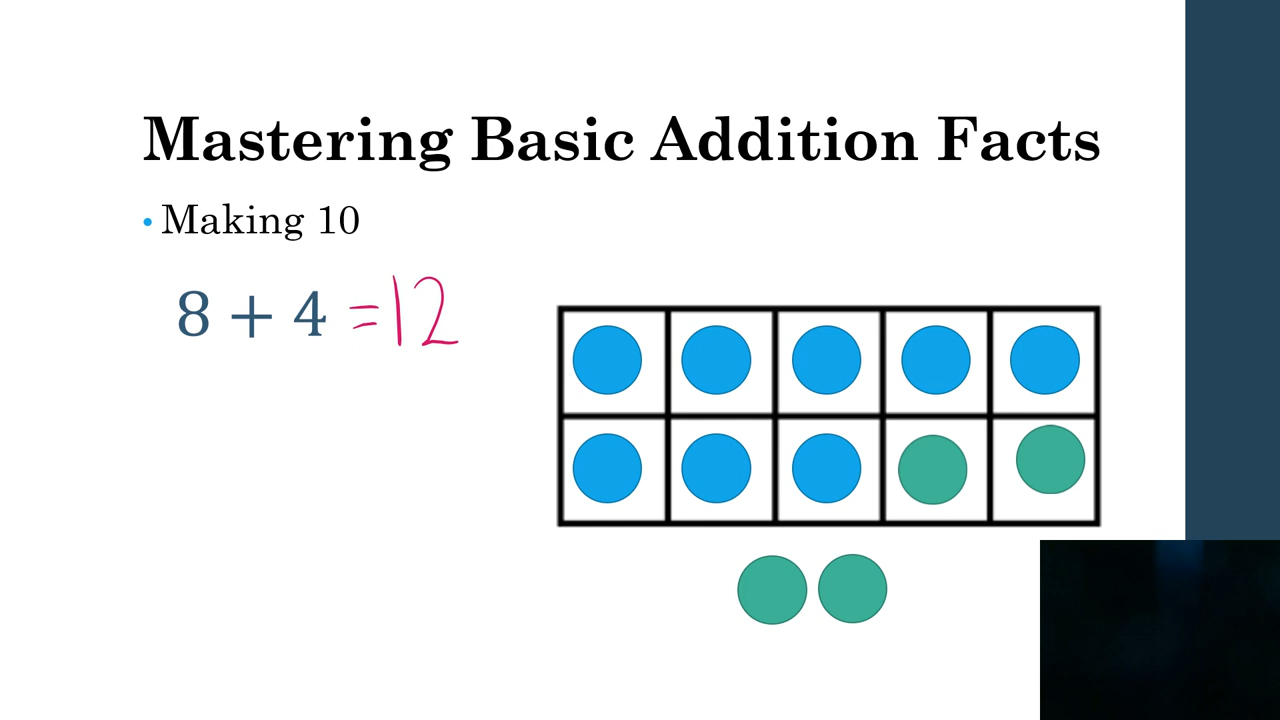 Mastering Basic Addition Facts
• Making 10
8 + 4 = 12